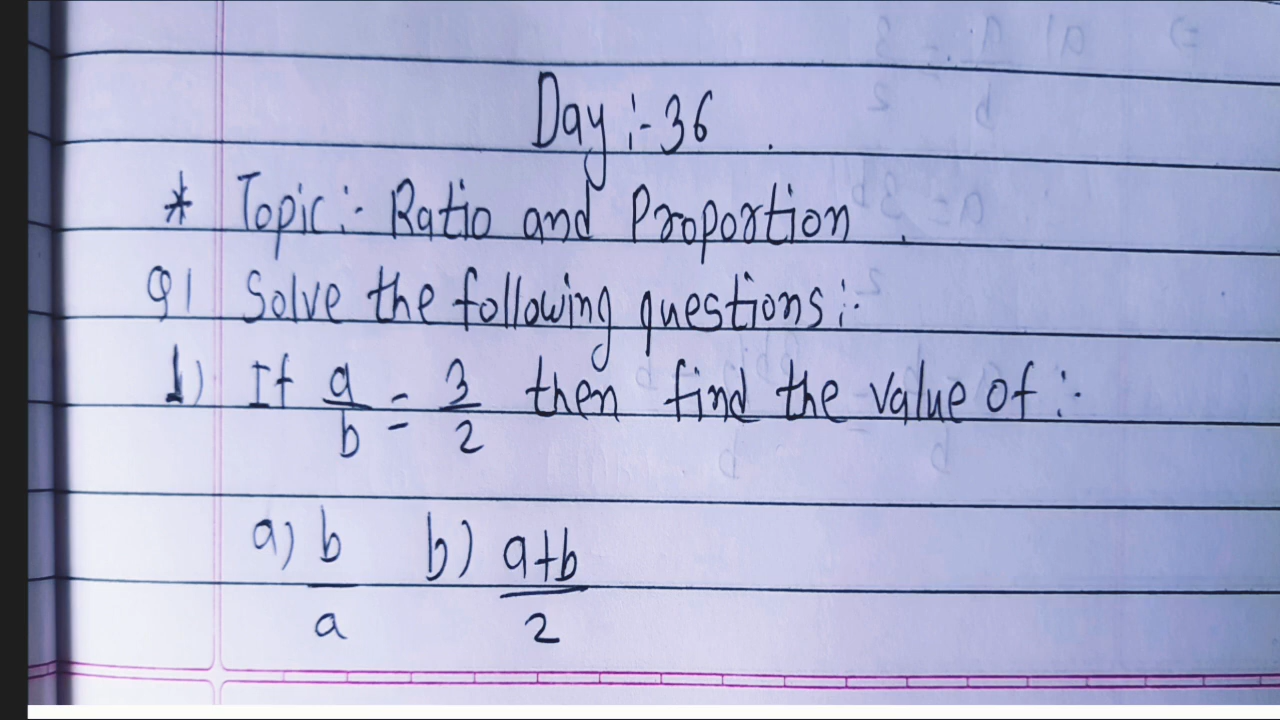 Day :- 36.
* Topic :- Ratio and Proportion.
Q1 Solve the following questions :-
1) If a/b = 3/2 then find the value of :-
a) b/a b) a+b/2